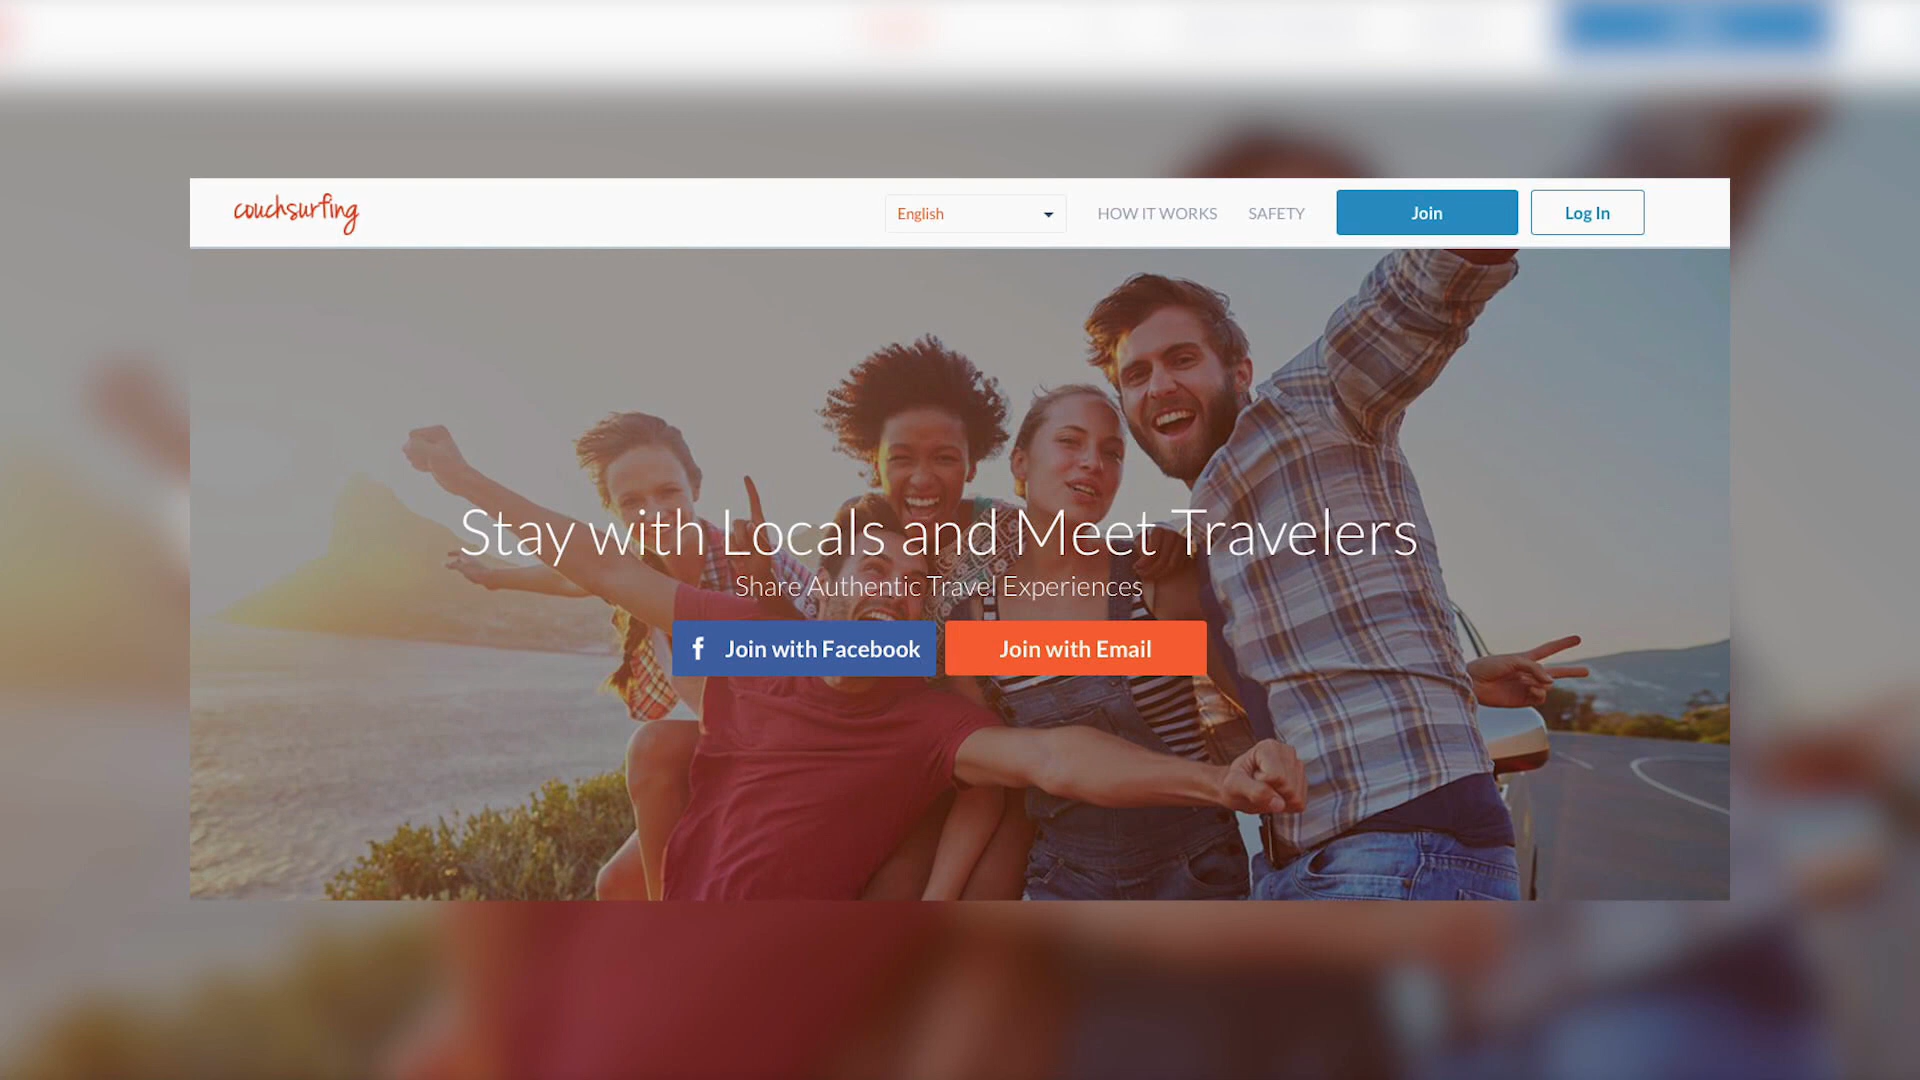 couchsurfing
English
HOW IT WORKS
SAFETY
Join
Log In
Stay with Locals and Meet Travelers
Share Authentic Travel Experiences
f Join with Facebook
Join with Email